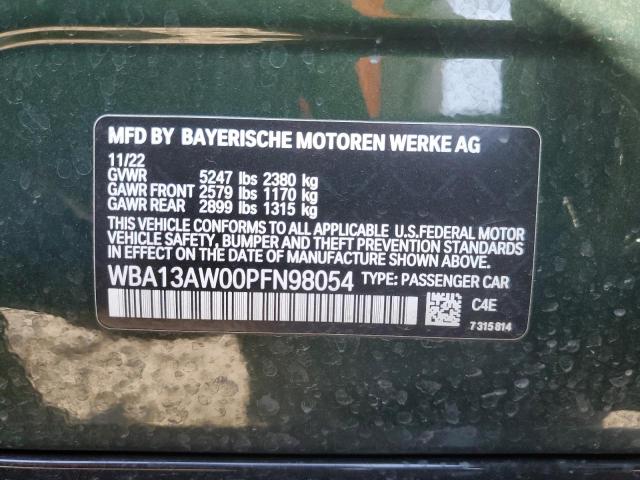 MFD BY BAYERISCHE MOTOREN WERKE AG
11/22
GVWR 5247 lbs 2380 kg
GAWR FRONT 2579 lbs 1170 kg
GAWR REAR 2899 lbs 1315 kg
THIS VEHICLE CONFORMS TO ALL APPLICABLE U.S.FEDERAL MOTOR
VEHICLE SAFETY, BUMPER AND THEFT PREVENTION STANDARDS
IN EFFECT ON THE DATE OF MANUFACTURE SHOWN ABOVE.
WBA13AW00PFN98054 TYPE: PASSENGER CAR
C4E
7315814